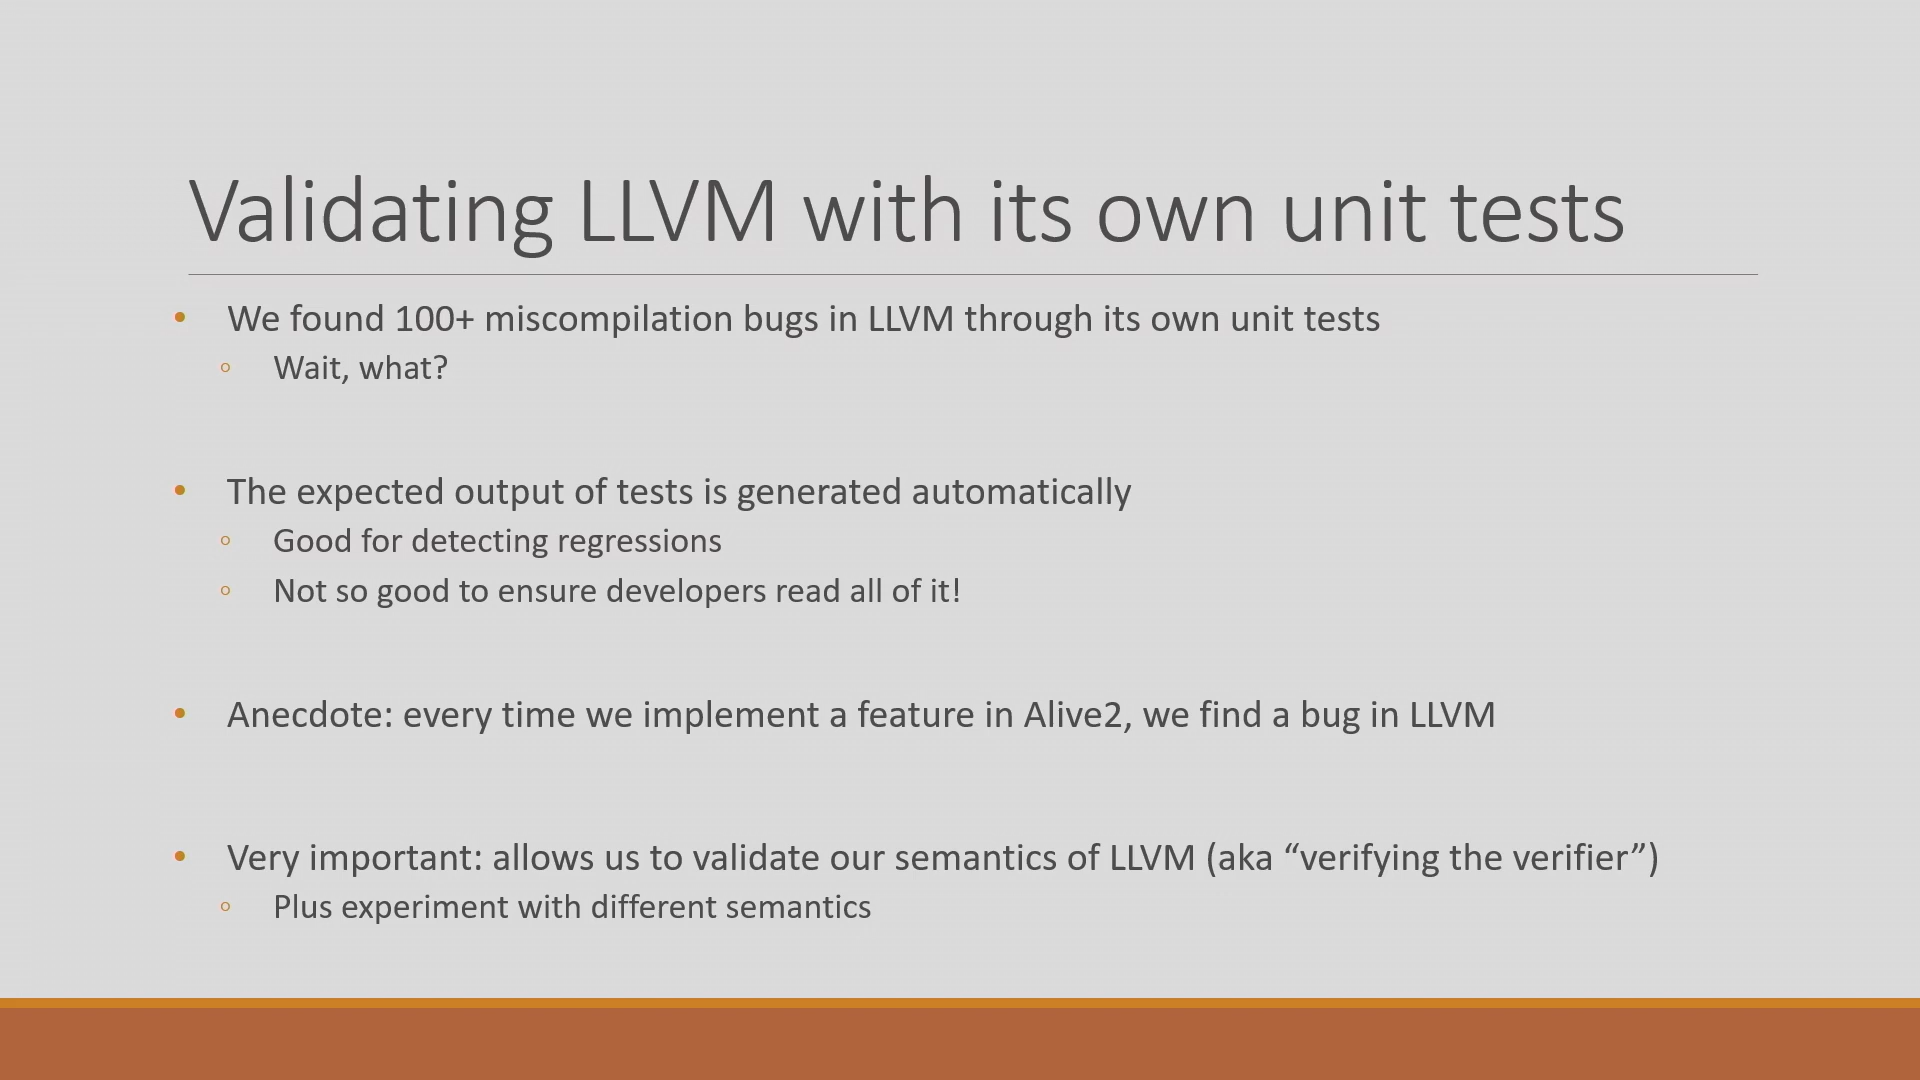 Validating LLVM with its own unit tests
• We found 100+ miscompilation bugs in LLVM through its own unit tests
◦ Wait, what?
• The expected output of tests is generated automatically
◦ Good for detecting regressions
◦ Not so good to ensure developers read all of it!
• Anecdote: every time we implement a feature in Alive2, we find a bug in LLVM
• Very important: allows us to validate our semantics of LLVM (aka “verifying the verifier”)
◦ Plus experiment with different semantics